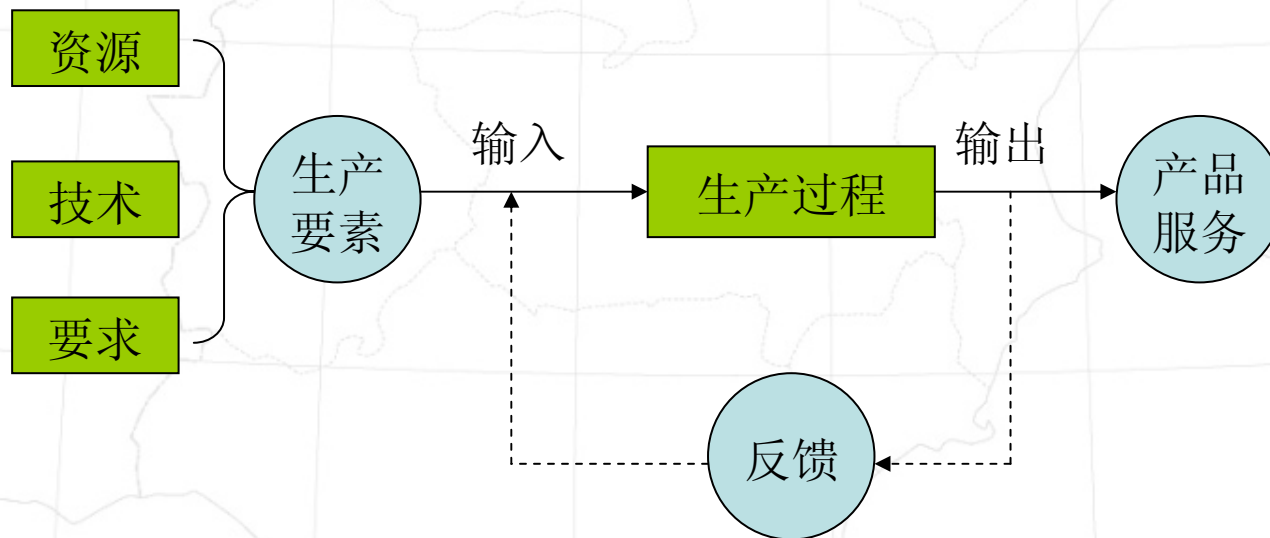 资源
技术
要求
生产
要素
输入
生产过程
输出
产品
服务
反馈